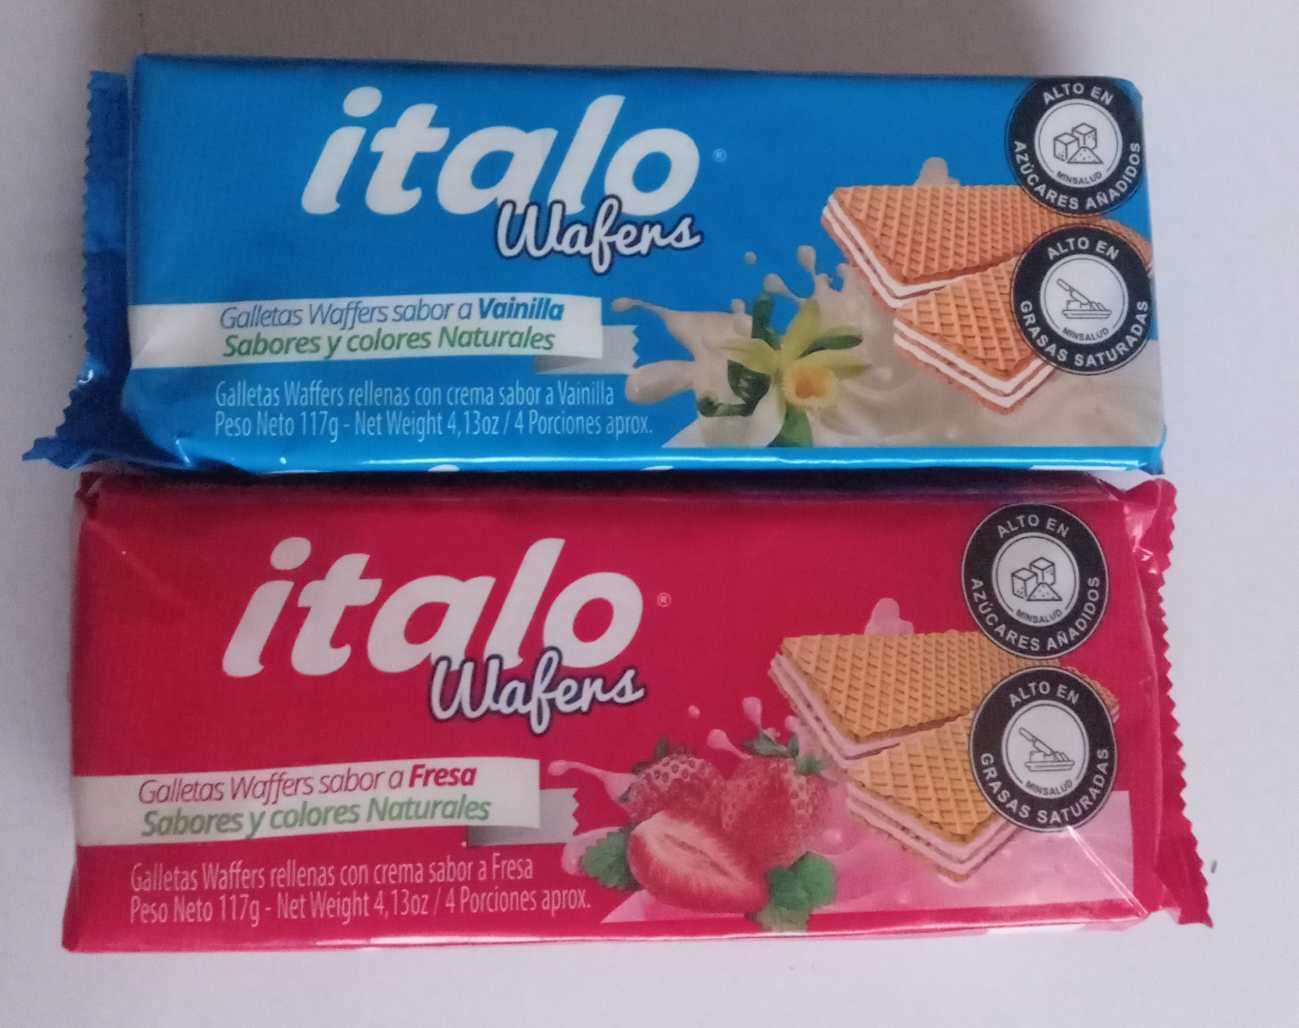 italo®
Wafers
Galletas Waffers sabor a Vainilla
Sabores y colores Naturales
Galletas Waffers rellenas con crema sabor a Vainilla
Peso Neto 117g - Net Weight 4,13oz / 4 Porciones aprox.
ALTO EN
AZÚCARES AÑADIDOS
MINSALUD
ALTO EN
GRASAS SATURADAS
MINSALUD
italo®
Wafers
Galletas Waffers sabor a Fresa
Sabores y colores Naturales
Galletas Waffers rellenas con crema sabor a Fresa
Peso Neto 117g - Net Weight 4,13oz / 4 Porciones aprox.
ALTO EN
AZÚCARES AÑADIDOS
MINSALUD
ALTO EN
GRASAS SATURADAS
MINSALUD